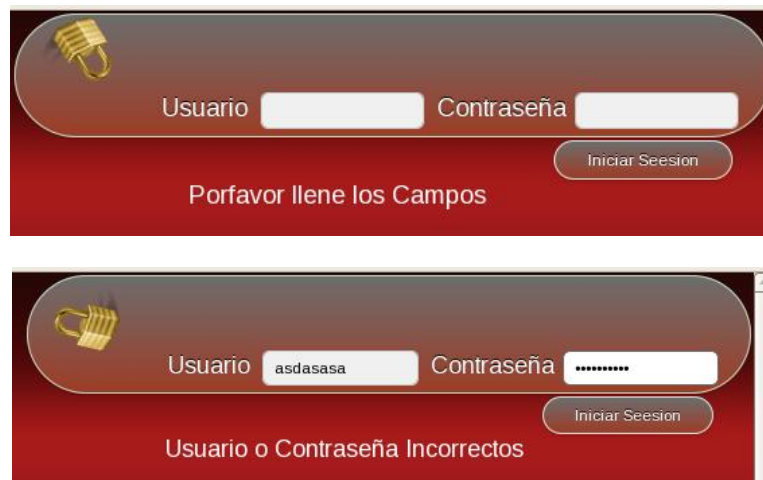 Usuario Contraseña
Iniciar Seesion
Porfavor llene los Campos
Usuario asdasasa Contraseña ••••••••••
Iniciar Seesion
Usuario o Contraseña Incorrectos